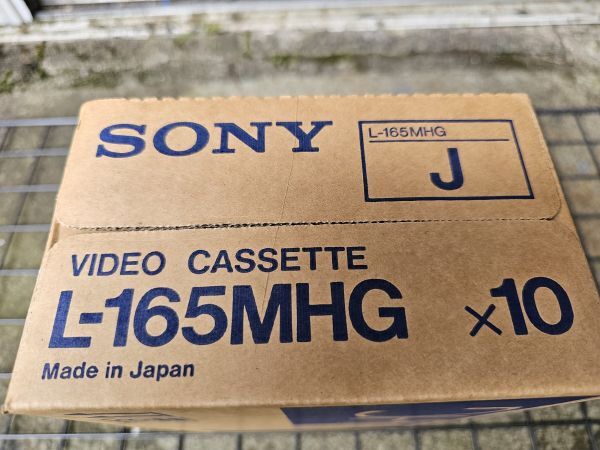 SONY
L-165MHG
J
VIDEO CASSETTE
L-165MHG ×10
Made in Japan